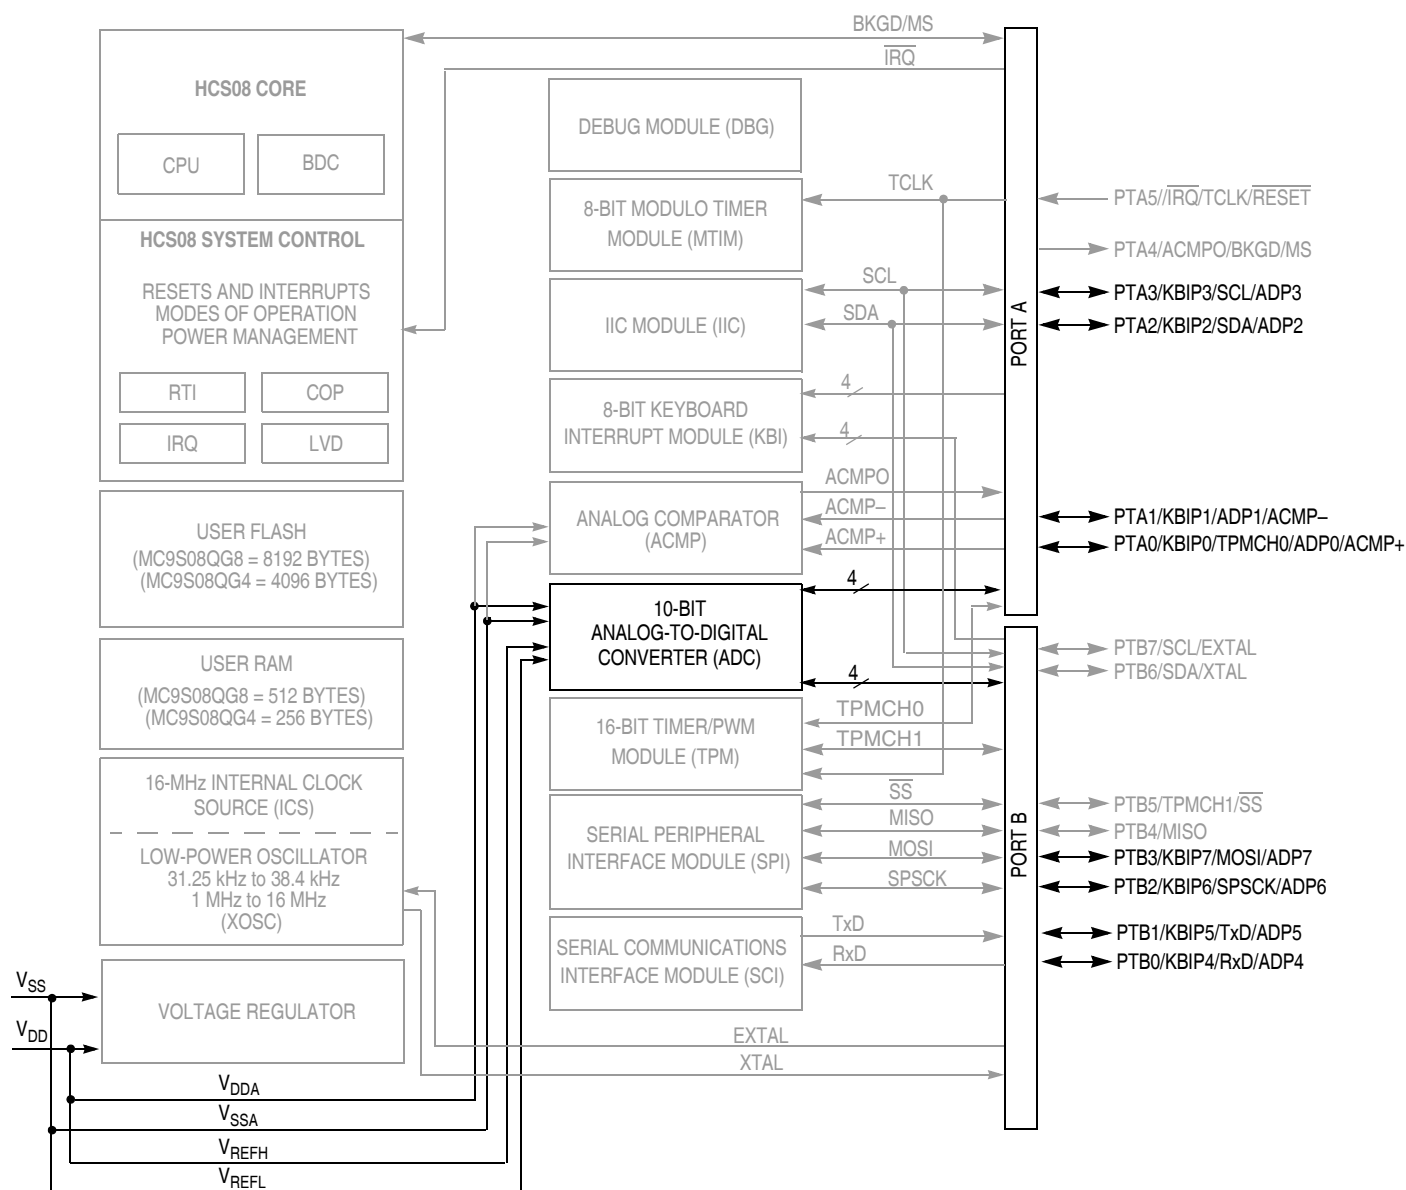 BKGD/MS
IRQ
HCS08 CORE
CPU
BDC
HCS08 SYSTEM CONTROL
RESETS AND INTERRUPTS
MODES OF OPERATION
POWER MANAGEMENT
RTI
COP
IRQ
LVD
USER FLASH
(MC9S08QG8 = 8192 BYTES)
(MC9S08QG4 = 4096 BYTES)
USER RAM
(MC9S08QG8 = 512 BYTES)
(MC9S08QG4 = 256 BYTES)
16-MHz INTERNAL CLOCK
SOURCE (ICS)
LOW-POWER OSCILLATOR
31.25 kHz to 38.4 kHz
1 MHz to 16 MHz
(XOSC)
VSS
VDD
VOLTAGE REGULATOR
VDDA
VSSA
VREFH
VREFL
DEBUG MODULE (DBG)
8-BIT MODULO TIMER
MODULE (MTIM)
TCLK
IIC MODULE (IIC)
SCL
SDA
8-BIT KEYBOARD
INTERRUPT MODULE (KBI)
4
4
ANALOG COMPARATOR
(ACMP)
ACMPO
ACMP–
ACMP+
10-BIT
ANALOG-TO-DIGITAL
CONVERTER (ADC)
4
4
16-BIT TIMER/PWM
MODULE (TPM)
TPMCH0
TPMCH1
SERIAL PERIPHERAL
INTERFACE MODULE (SPI)
SS
MISO
MOSI
SPSCK
SERIAL COMMUNICATIONS
INTERFACE MODULE (SCI)
TxD
RxD
EXTAL
XTAL
PORT A
PORT B
PTA5//IRQ/TCLK/RESET
PTA4/ACMPO/BKGD/MS
PTA3/KBIP3/SCL/ADP3
PTA2/KBIP2/SDA/ADP2
PTA1/KBIP1/ADP1/ACMP–
PTA0/KBIP0/TPMCH0/ADP0/ACMP+
PTB7/SCL/EXTAL
PTB6/SDA/XTAL
PTB5/TPMCH1/SS
PTB4/MISO
PTB3/KBIP7/MOSI/ADP7
PTB2/KBIP6/SPSCK/ADP6
PTB1/KBIP5/TxD/ADP5
PTB0/KBIP4/RxD/ADP4